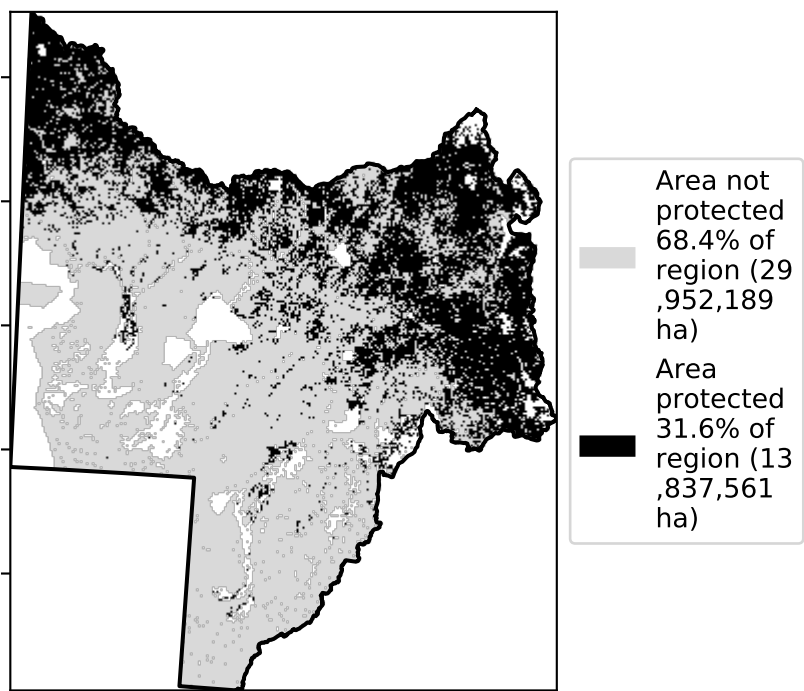 Area not
protected
68.4% of
region (29
,952,189
ha)
Area
protected
31.6% of
region (13
,837,561
ha)